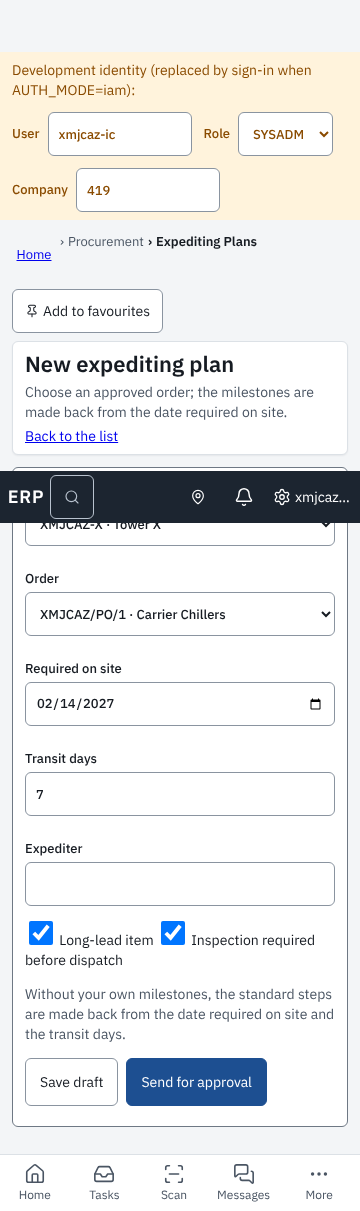 Development identity (replaced by sign-in when
AUTH_MODE=iam):
User xmjcaz-ic Role SYSADM
Company 419
› Procurement › Expediting Plans
Home
Add to favourites
New expediting plan
Choose an approved order; the milestones are
made back from the date required on site.
Back to the list
ERP xmjcaz...
XMJCAZ-X · Tower X
Order
XMJCAZ/PO/1 · Carrier Chillers
Required on site
02/14/2027
Transit days
7
Expediter
Long-lead item Inspection required
before dispatch
Without your own milestones, the standard steps
are made back from the date required on site and
the transit days.
Save draft Send for approval
Home Tasks Scan Messages More